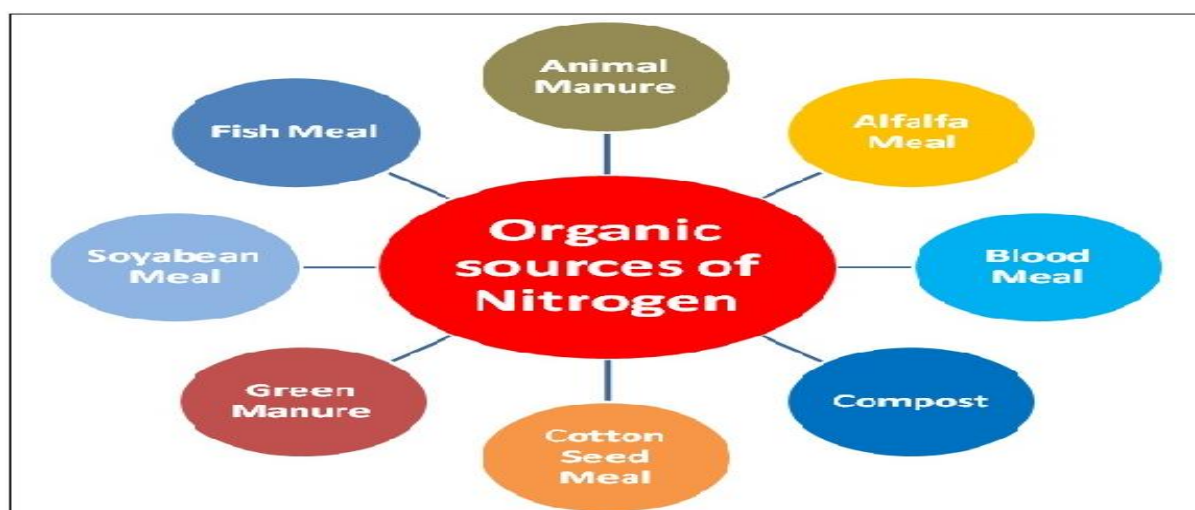 Animal
Manure
Alfalfa
Meal
Blood
Meal
Compost
Cotton
Seed
Meal
Green
Manure
Soyabean
Meal
Fish Meal
Organic
sources of
Nitrogen